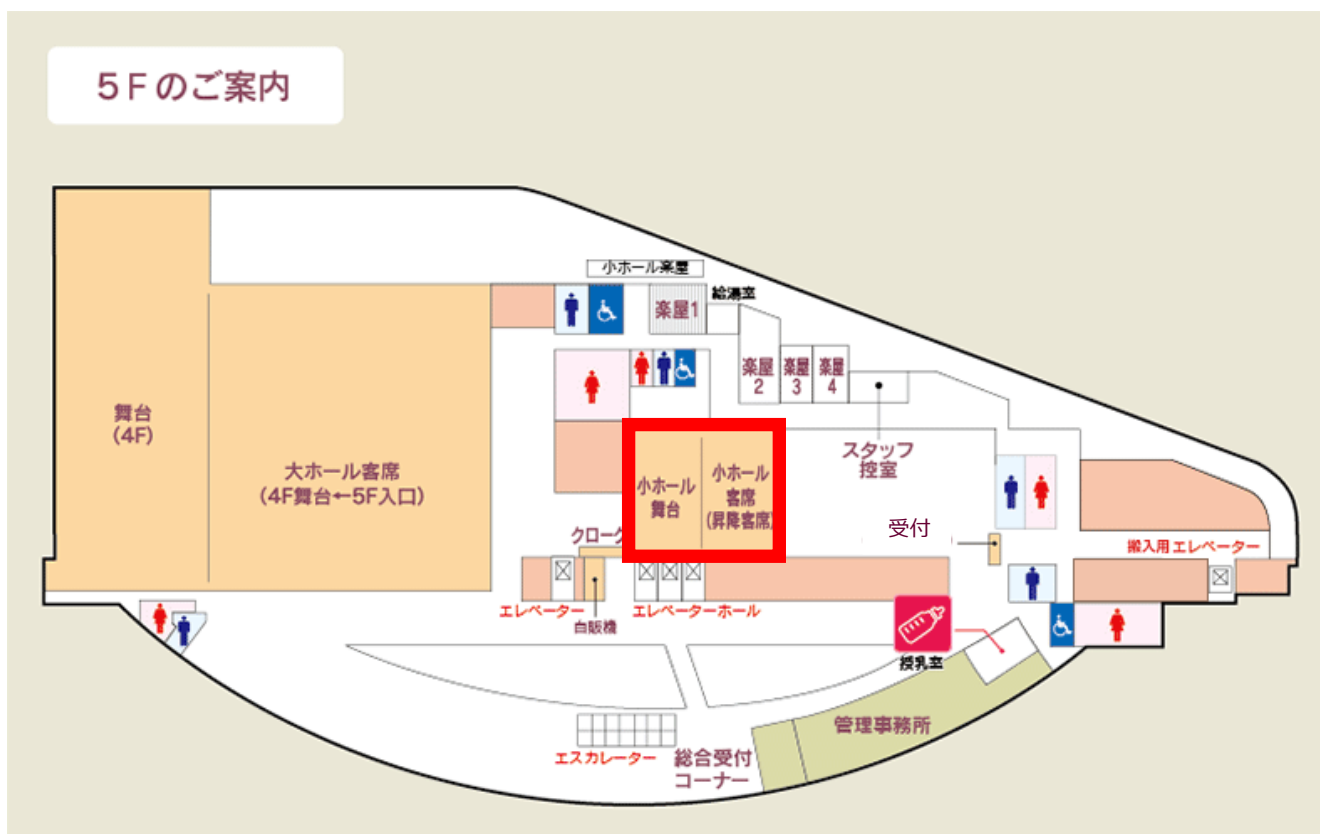 5Fのご案内
小ホール楽屋
給湯室
楽屋1
楽屋
2
楽屋
3
楽屋
4
舞台
(4F)
大ホール客席
(4F舞台←5F入口)
スタッフ
控室
小ホール
舞台
小ホール
客席
(昇降客席)
クローク
受付
搬入用エレベーター
エレベーター
自販機
エレベーターホール
授乳室
管理事務所
エスカレーター
総合受付
コーナー